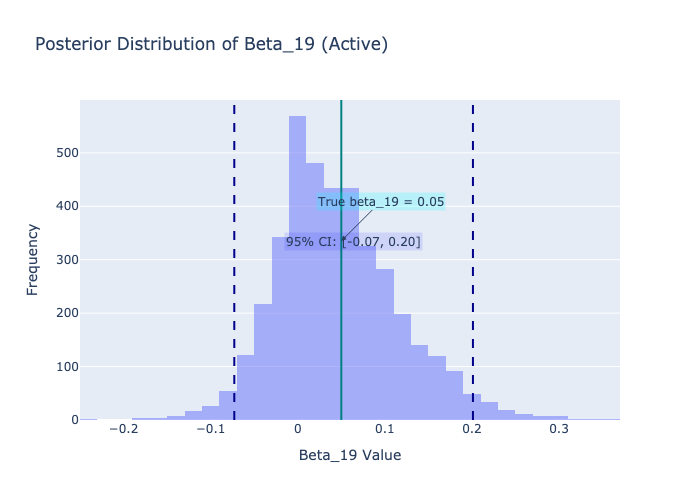 Posterior Distribution of Beta_19 (Active)
500
400
300
200
100
0
Frequency
True beta_19 = 0.05
95% CI: [-0.07, 0.20]
−0.2
−0.1
0
0.1
0.2
0.3
Beta_19 Value